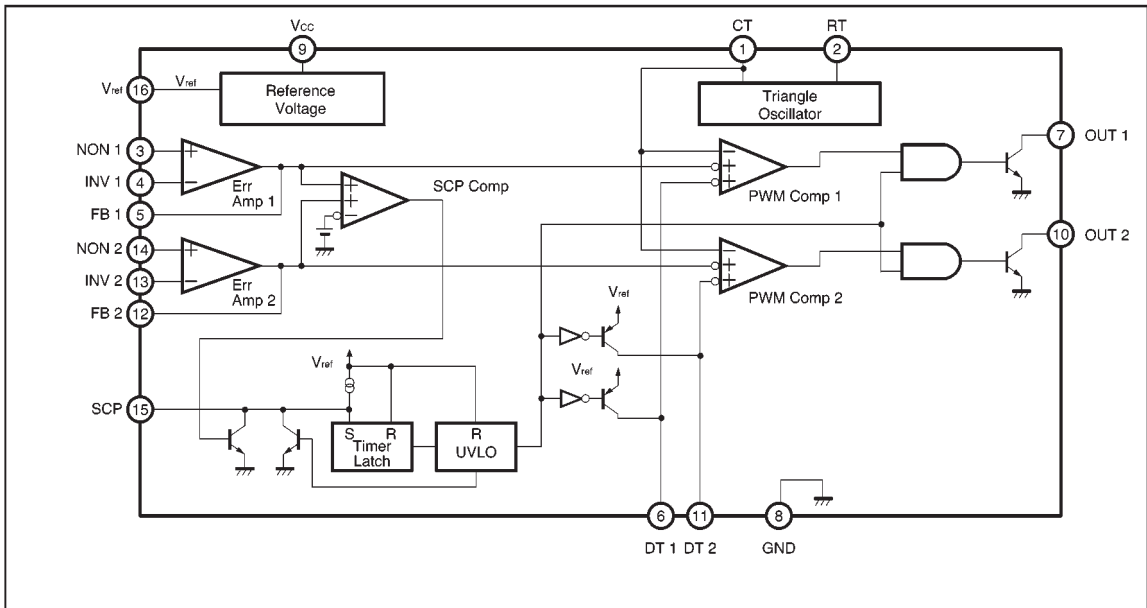 VCC
9
CT
1
RT
2
Vref
16
Vref
Reference
Voltage
Triangle
Oscillator
NON 1
3
+
INV 1
4
−
Err
Amp 1
FB 1
5
NON 2
14
+
INV 2
13
−
Err
Amp 2
FB 2
12
+
+
−
SCP Comp
−
+
+
PWM Comp 1
−
+
+
PWM Comp 2
7
OUT 1
10
OUT 2
Vref
Vref
Vref
SCP
15
S
R
Timer
Latch
R
UVLO
6
11
8
DT 1
DT 2
GND